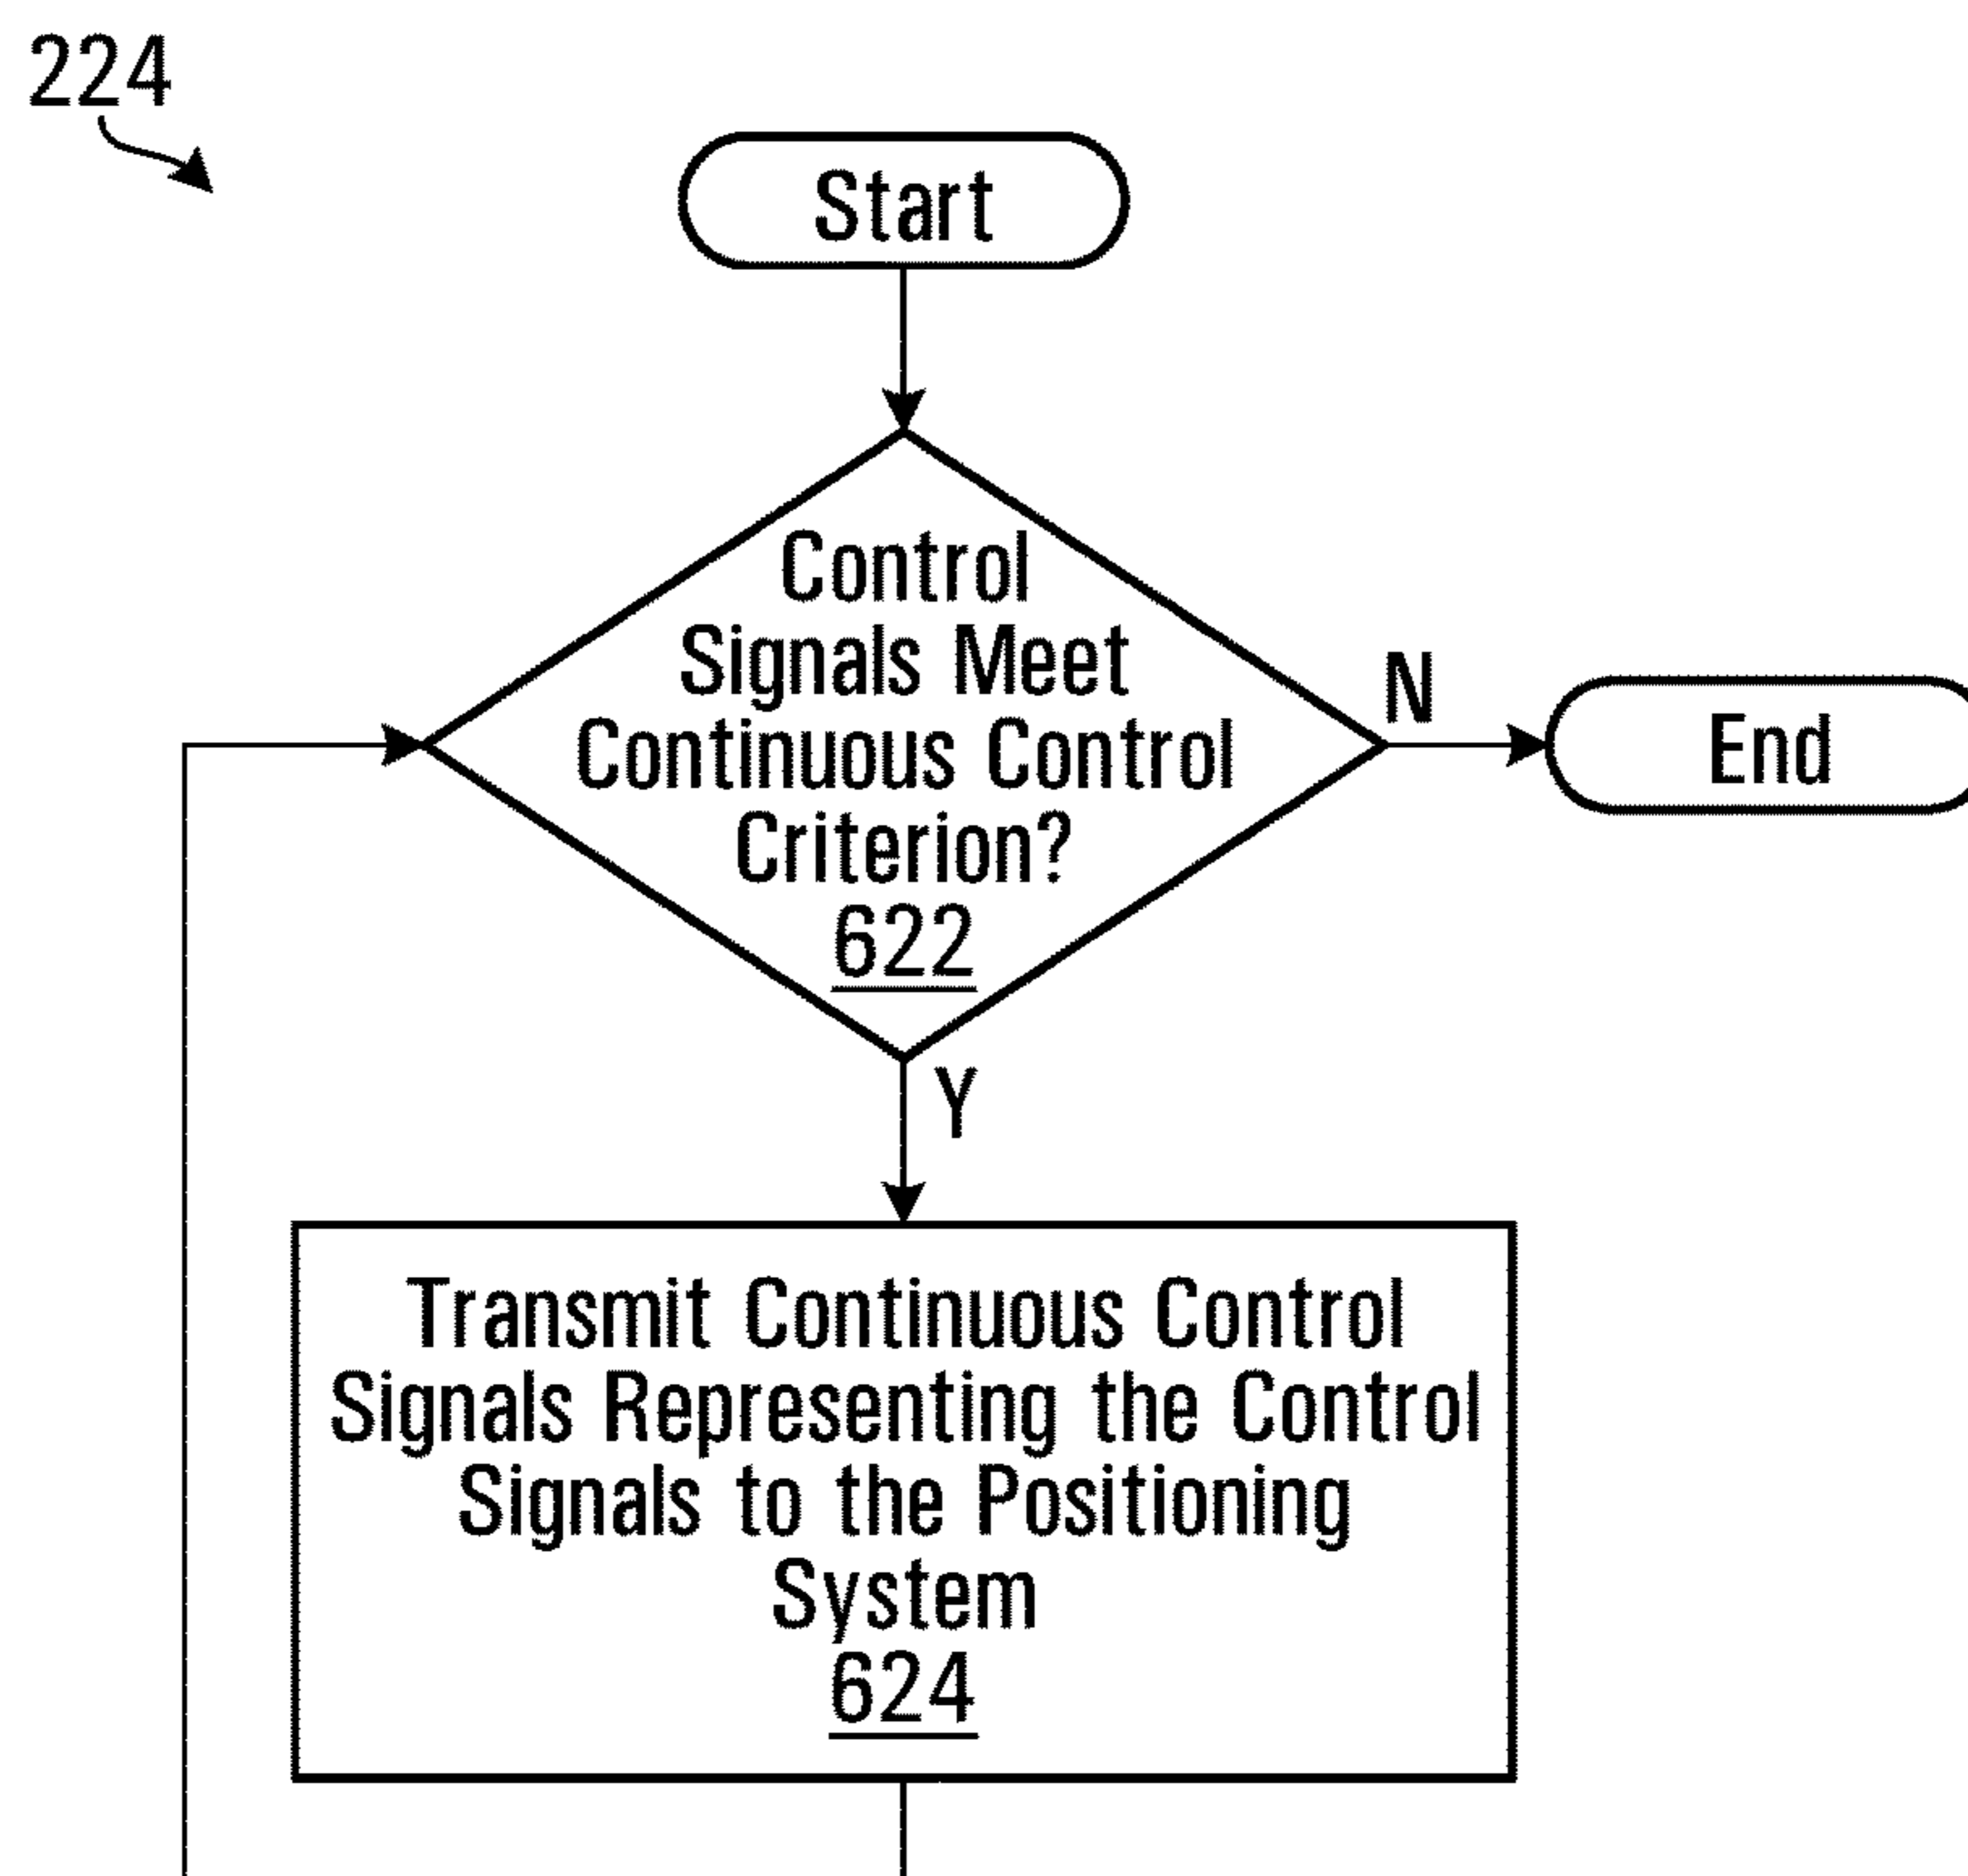 224
Start
Control
Signals Meet
Continuous Control
Criterion?
622
N
End
Y
Transmit Continuous Control
Signals Representing the Control
Signals to the Positioning
System
624